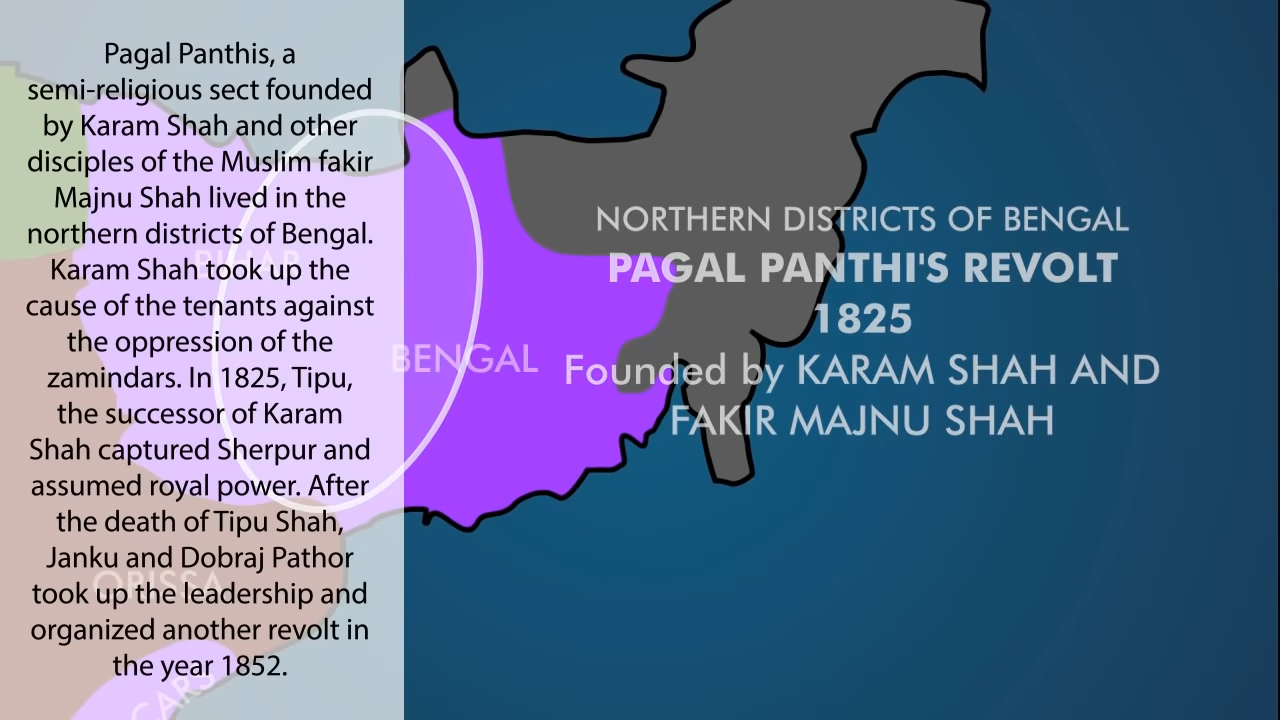 Pagal Panthis, a
semi-religious sect founded
by Karam Shah and other
disciples of the Muslim fakir
Majnu Shah lived in the
northern districts of Bengal.
Karam Shah took up the
cause of the tenants against
the oppression of the
zamindars. In 1825, Tipu,
the successor of Karam
Shah captured Sherpur and
assumed royal power. After
the death of Tipu Shah,
Janku and Dobraj Pathor
took up the leadership and
organized another revolt in
the year 1852.
BIHAR
BENGAL
ORISSA
CARS
NORTHERN DISTRICTS OF BENGAL
PAGAL PANTHI'S REVOLT
1825
Founded by KARAM SHAH AND
FAKIR MAJNU SHAH